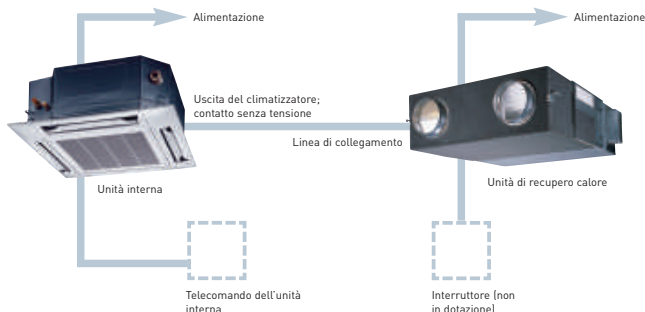 Alimentazione
Alimentazione
Uscita del climatizzatore;
contatto senza tensione
Linea di collegamento
Unità interna
Unità di recupero calore
Telecomando dell'unità
interna
Interruttore (non
in dotazione)